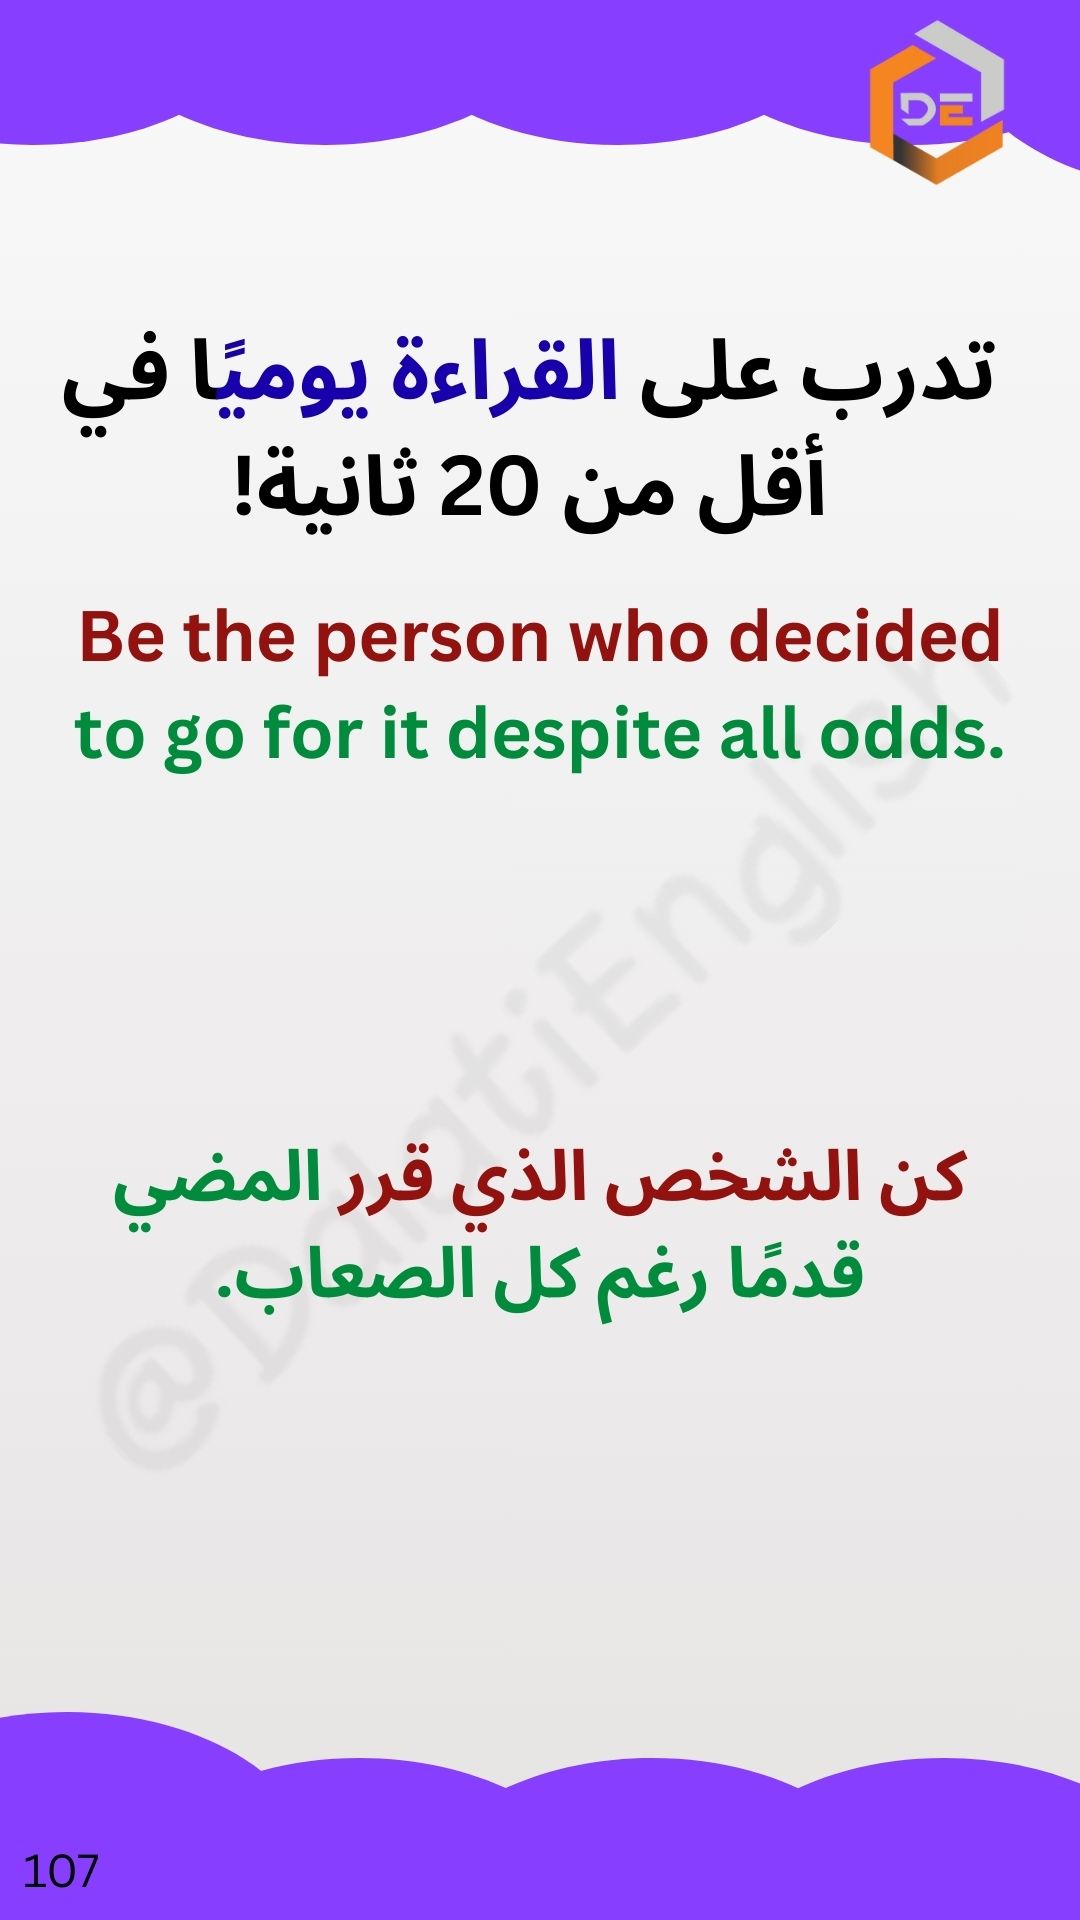 DE
تدرب على القراءة يوميًا في
أقل من 20 ثانية!
Be the person who decided
to go for it despite all odds.
@DalatiEnglish
كن الشخص الذي قرر المضي
قدمًا رغم كل الصعاب.
107